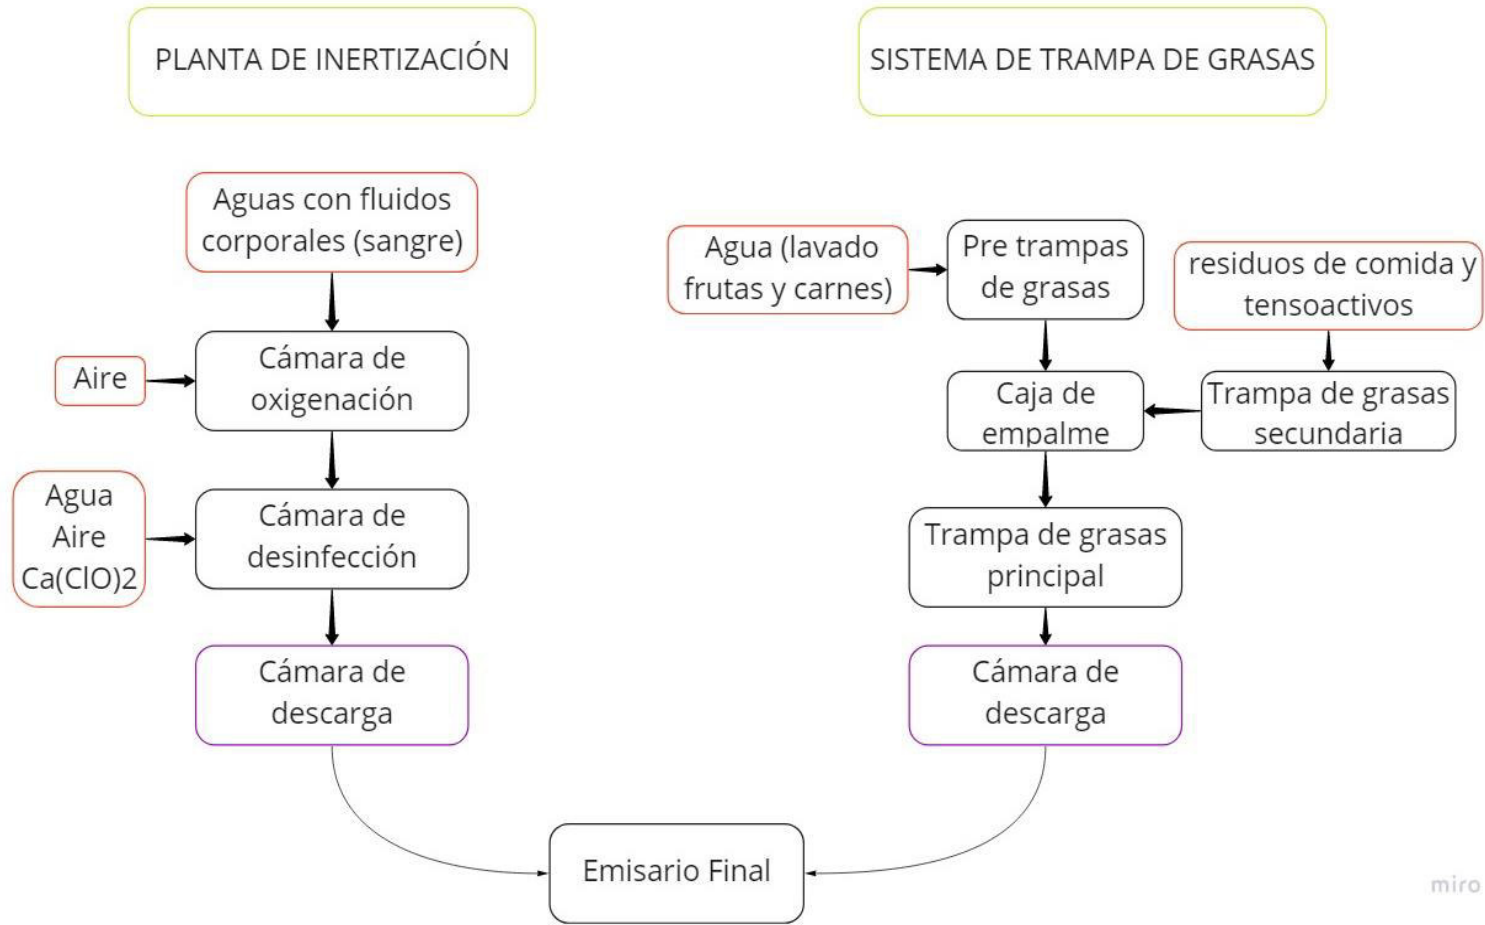 PLANTA DE INERTIZACIÓN
SISTEMA DE TRAMPA DE GRASAS
Aguas con fluidos
corporales (sangre)
Aire
Cámara de
oxigenación
Agua
Aire
Ca(ClO)2
Cámara de
desinfección
Cámara de
descarga
Agua (lavado
frutas y carnes)
Pre trampas
de grasas
residuos de comida y
tensoactivos
Caja de
empalme
Trampa de grasas
secundaria
Trampa de grasas
principal
Cámara de
descarga
Emisario Final
miro